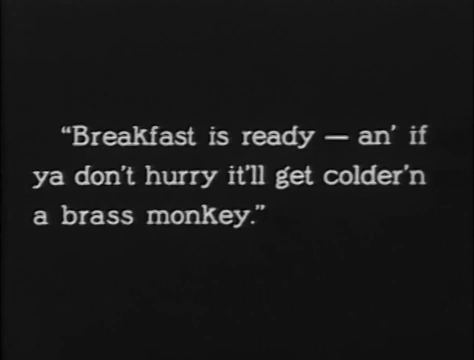 “Breakfast is ready — an’ if
ya don’t hurry it’ll get colder’n
a brass monkey.”